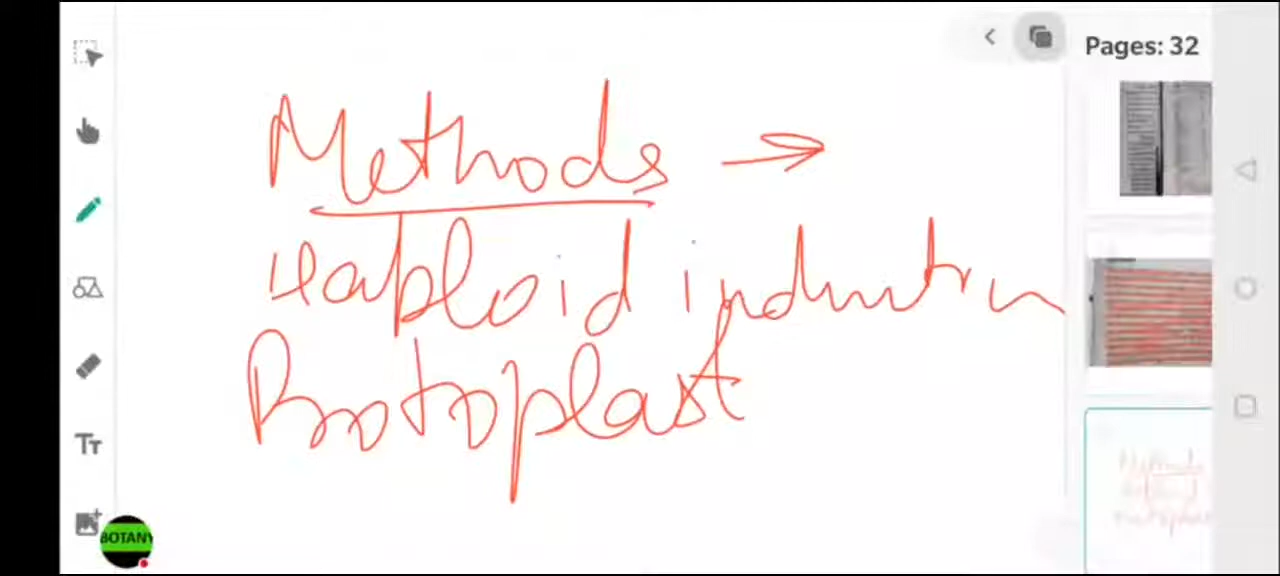 Pages: 32
Methods →
Haploid induction
Protoplast
BOTANY